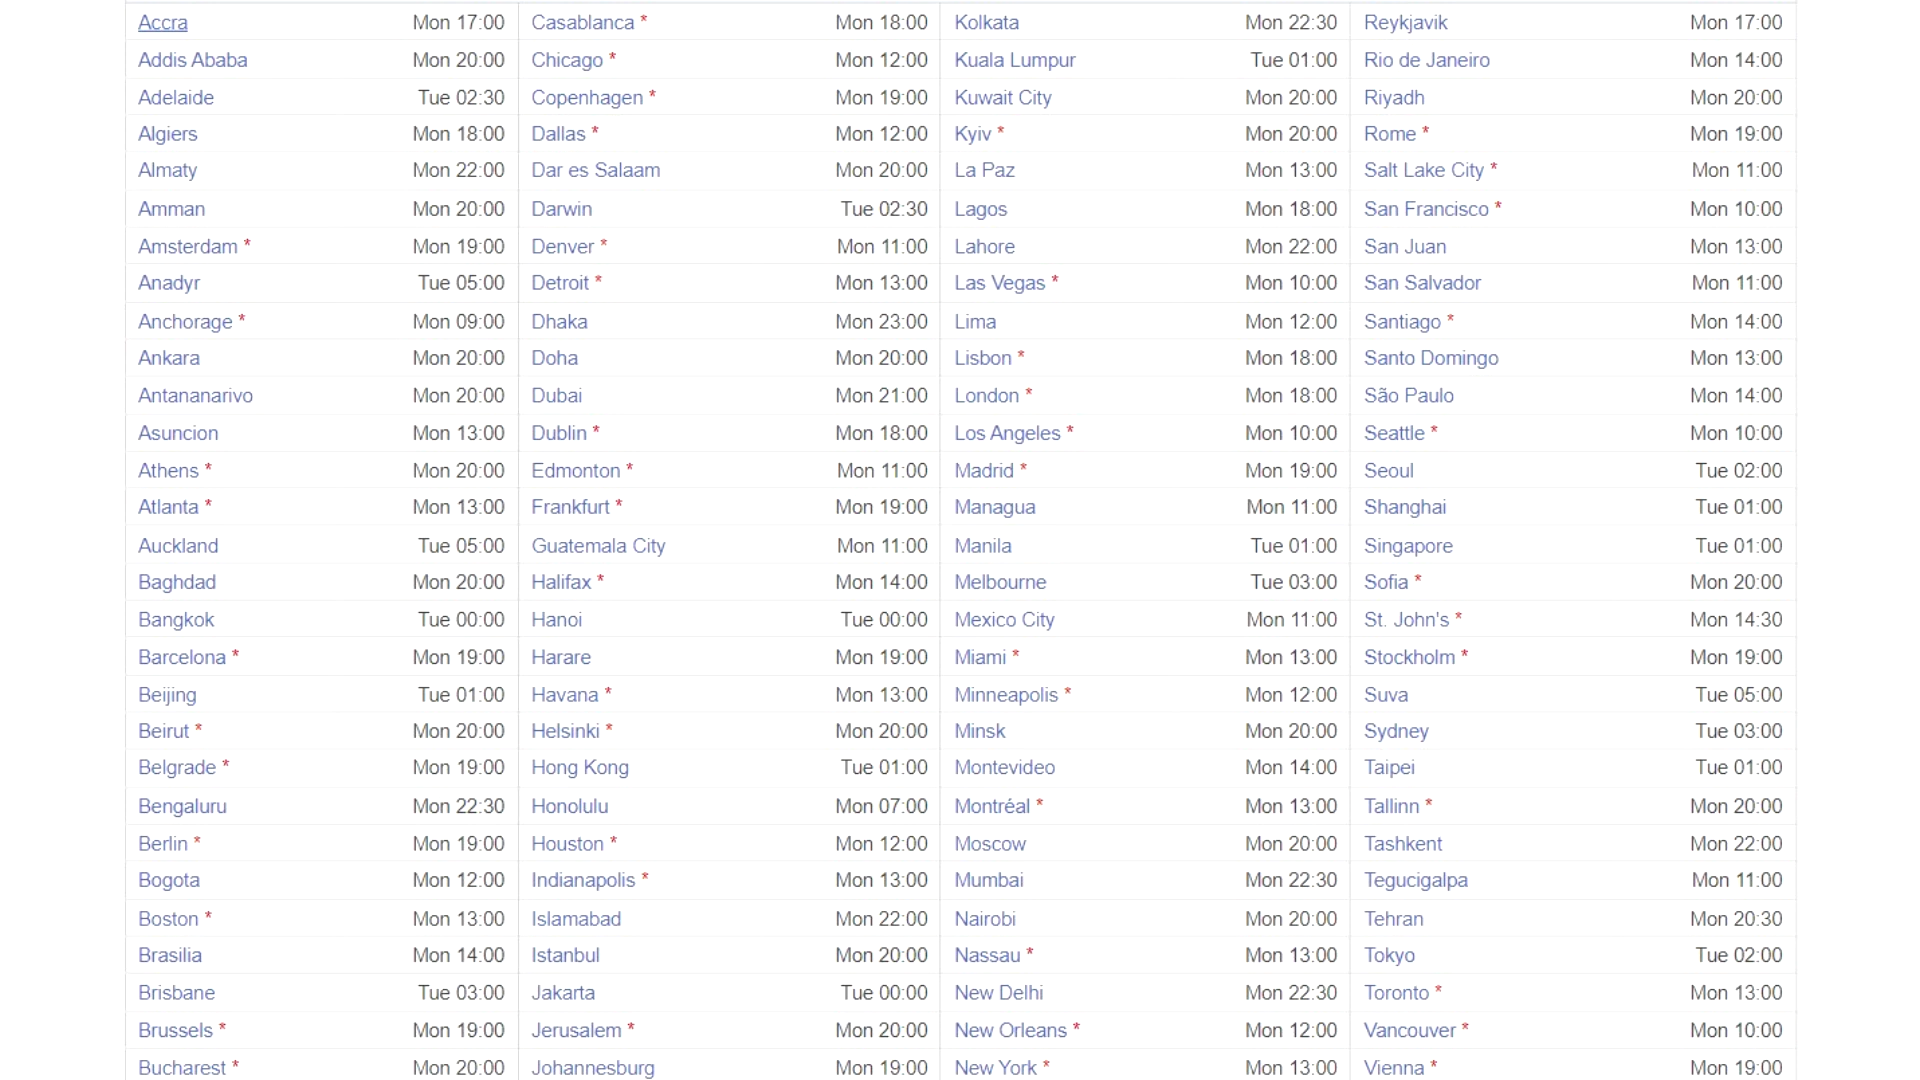 Accra Mon 17:00 Casablanca * Mon 18:00 Kolkata Mon 22:30 Reykjavik Mon 17:00
Addis Ababa Mon 20:00 Chicago * Mon 12:00 Kuala Lumpur Tue 01:00 Rio de Janeiro Mon 14:00
Adelaide Tue 02:30 Copenhagen * Mon 19:00 Kuwait City Mon 20:00 Riyadh Mon 20:00
Algiers Mon 18:00 Dallas * Mon 12:00 Kyiv * Mon 20:00 Rome * Mon 19:00
Almaty Mon 22:00 Dar es Salaam Mon 20:00 La Paz Mon 13:00 Salt Lake City * Mon 11:00
Amman Mon 20:00 Darwin Tue 02:30 Lagos Mon 18:00 San Francisco * Mon 10:00
Amsterdam * Mon 19:00 Denver * Mon 11:00 Lahore Mon 22:00 San Juan Mon 13:00
Anadyr Tue 05:00 Detroit * Mon 13:00 Las Vegas * Mon 10:00 San Salvador Mon 11:00
Anchorage * Mon 09:00 Dhaka Mon 23:00 Lima Mon 12:00 Santiago * Mon 14:00
Ankara Mon 20:00 Doha Mon 20:00 Lisbon * Mon 18:00 Santo Domingo Mon 13:00
Antananarivo Mon 20:00 Dubai Mon 21:00 London * Mon 18:00 São Paulo Mon 14:00
Asuncion Mon 13:00 Dublin * Mon 18:00 Los Angeles * Mon 10:00 Seattle * Mon 10:00
Athens * Mon 20:00 Edmonton * Mon 11:00 Madrid * Mon 19:00 Seoul Tue 02:00
Atlanta * Mon 13:00 Frankfurt * Mon 19:00 Managua Mon 11:00 Shanghai Tue 01:00
Auckland Tue 05:00 Guatemala City Mon 11:00 Manila Tue 01:00 Singapore Tue 01:00
Baghdad Mon 20:00 Halifax * Mon 14:00 Melbourne Tue 03:00 Sofia * Mon 20:00
Bangkok Tue 00:00 Hanoi Tue 00:00 Mexico City Mon 11:00 St. John's * Mon 14:30
Barcelona * Mon 19:00 Harare Mon 19:00 Miami * Mon 13:00 Stockholm * Mon 19:00
Beijing Tue 01:00 Havana * Mon 13:00 Minneapolis * Mon 12:00 Suva Tue 05:00
Beirut * Mon 20:00 Helsinki * Mon 20:00 Minsk Mon 20:00 Sydney Tue 03:00
Belgrade * Mon 19:00 Hong Kong Tue 01:00 Montevideo Mon 14:00 Taipei Tue 01:00
Bengaluru Mon 22:30 Honolulu Mon 07:00 Montréal * Mon 13:00 Tallinn * Mon 20:00
Berlin * Mon 19:00 Houston * Mon 12:00 Moscow Mon 20:00 Tashkent Mon 22:00
Bogota Mon 12:00 Indianapolis * Mon 13:00 Mumbai Mon 22:30 Tegucigalpa Mon 11:00
Boston * Mon 13:00 Islamabad Mon 22:00 Nairobi Mon 20:00 Tehran Mon 20:30
Brasilia Mon 14:00 Istanbul Mon 20:00 Nassau * Mon 13:00 Tokyo Tue 02:00
Brisbane Tue 03:00 Jakarta Tue 00:00 New Delhi Mon 22:30 Toronto * Mon 13:00
Brussels * Mon 19:00 Jerusalem * Mon 20:00 New Orleans * Mon 12:00 Vancouver * Mon 10:00
Bucharest * Mon 20:00 Johannesburg Mon 19:00 New York * Mon 13:00 Vienna * Mon 19:00